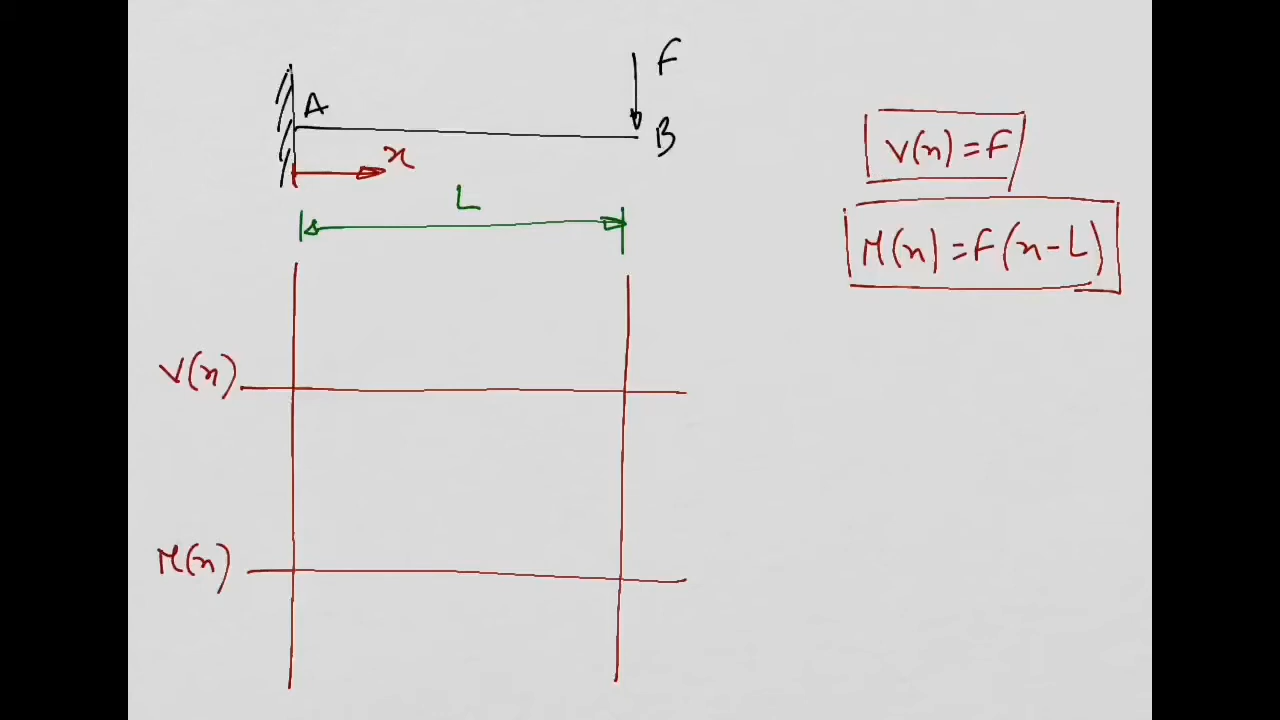 F
A
B
x
L
V(x) = F
M(x) = F(x - L)
V(x)
M(x)